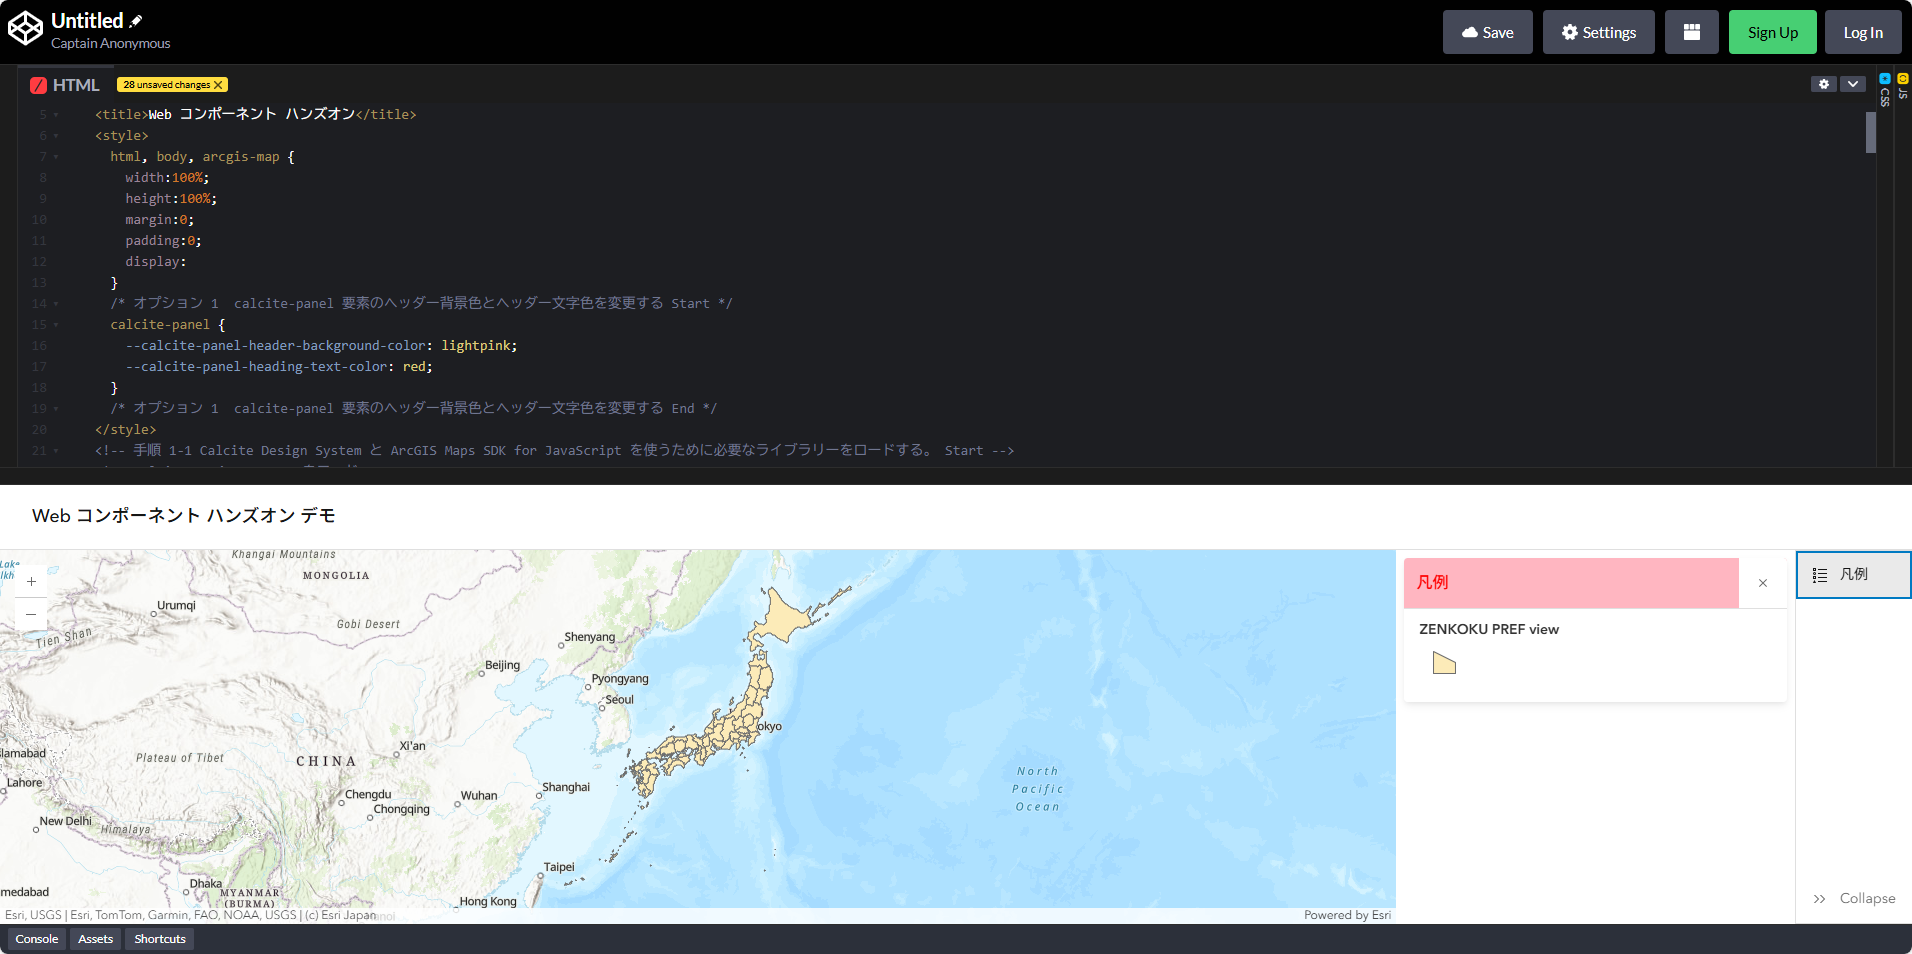 Untitled
Captain Anonymous
Save
Settings
Sign Up
Log In
HTML
28 unsaved changes
CSS
JS
5 <title>Web コンポーネント ハンズオン</title>
6 <style>
7 html, body, arcgis-map {
8 width:100%;
9 height:100%;
10 margin:0;
11 padding:0;
12 display:
13 }
14 /* オプション 1  calcite-panel 要素のヘッダー背景色とヘッダー文字色を変更する Start */
15 calcite-panel {
16 --calcite-panel-header-background-color: lightpink;
17 --calcite-panel-heading-text-color: red;
18 }
19 /* オプション 1  calcite-panel 要素のヘッダー背景色とヘッダー文字色を変更する End */
20 </style>
21 <!-- 手順 1-1 Calcite Design System と ArcGIS Maps SDK for JavaScript を使うために必要なライブラリーをロードする。 Start -->
Web コンポーネント ハンズオン デモ
Khangai Mountains
Lake
MONGOLIA
+
−
Urumqi
Gobi Desert
Tien Shan
Shenyang
Beijing
Pyongyang
Seoul
okyo
Xi'an
slamabad
Plateau of Tibet
CHINA
Lahore
Chengdu
Wuhan
Shanghai
Chongqing
New Delhi
Himalaya
North
Pacific
Ocean
Taipei
Dhaka
medabad
MYANMAR
(BURMA)
Hong Kong
Esri, USGS | Esri, TomTom, Garmin, FAO, NOAA, USGS | (c) Esri Japan
Powered by Esri
凡例
ZENKOKU PREF view
凡例
Collapse
Console
Assets
Shortcuts